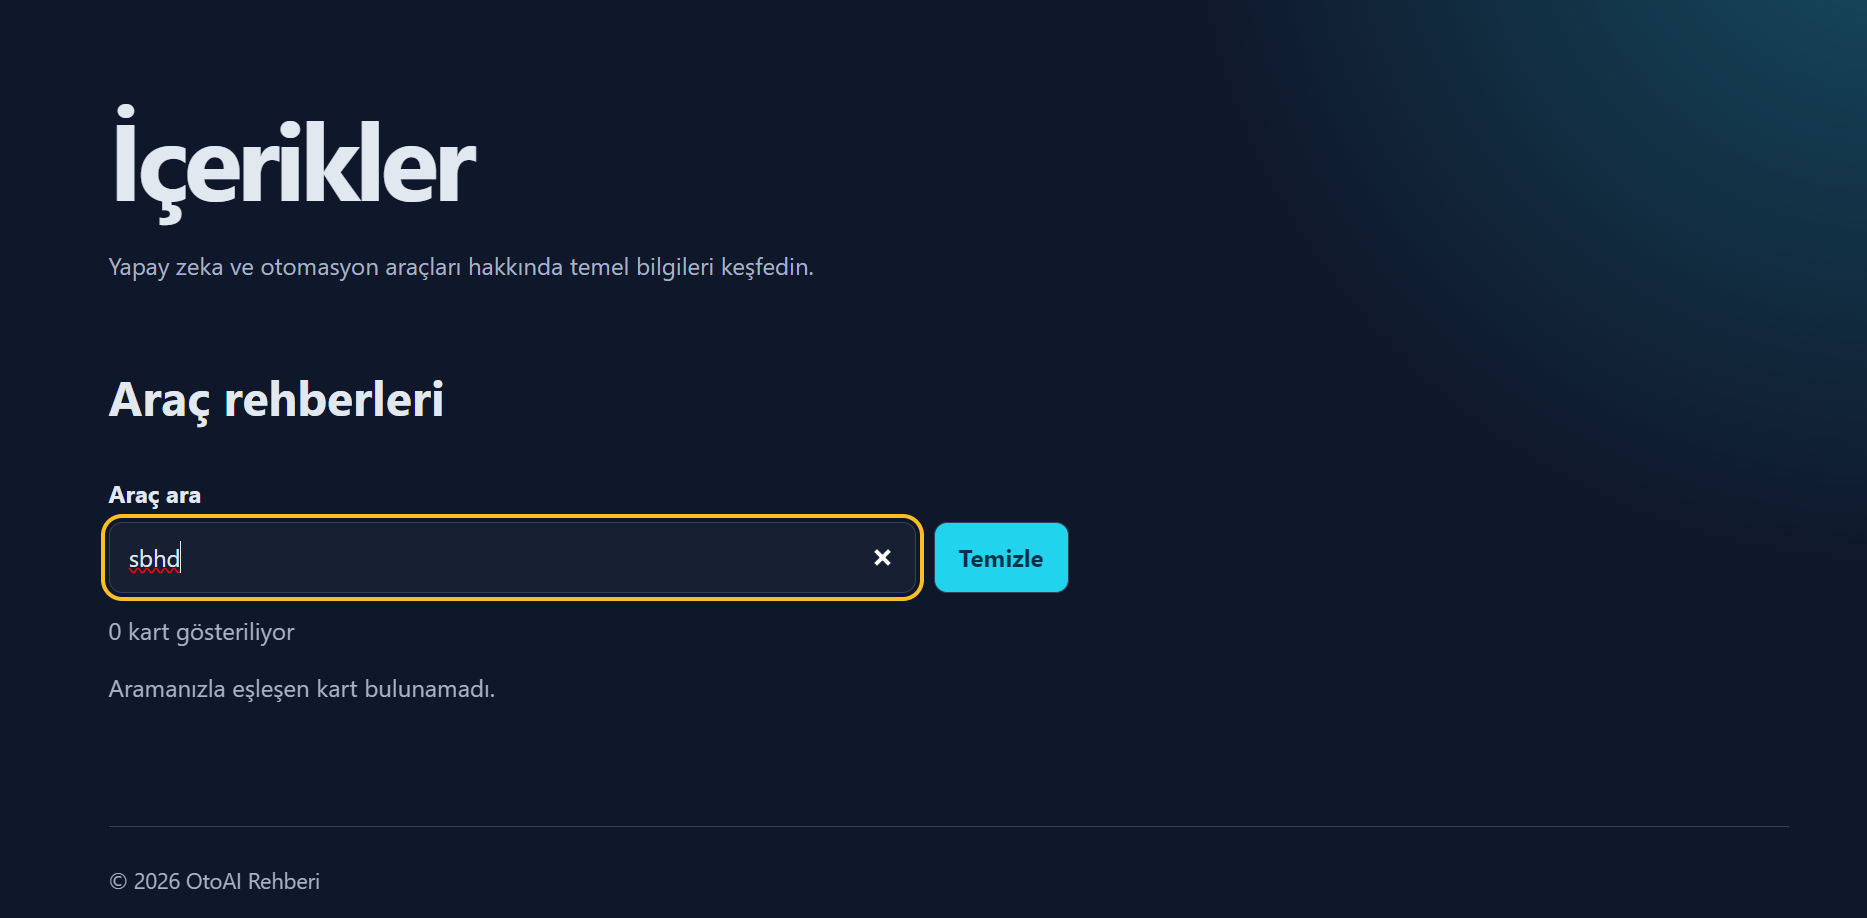 İçerikler
Yapay zeka ve otomasyon araçları hakkında temel bilgileri keşfedin.
Araç rehberleri
Araç ara
sbhd
Temizle
0 kart gösteriliyor
Aramanızla eşleşen kart bulunamadı.
© 2026 OtoAI Rehberi